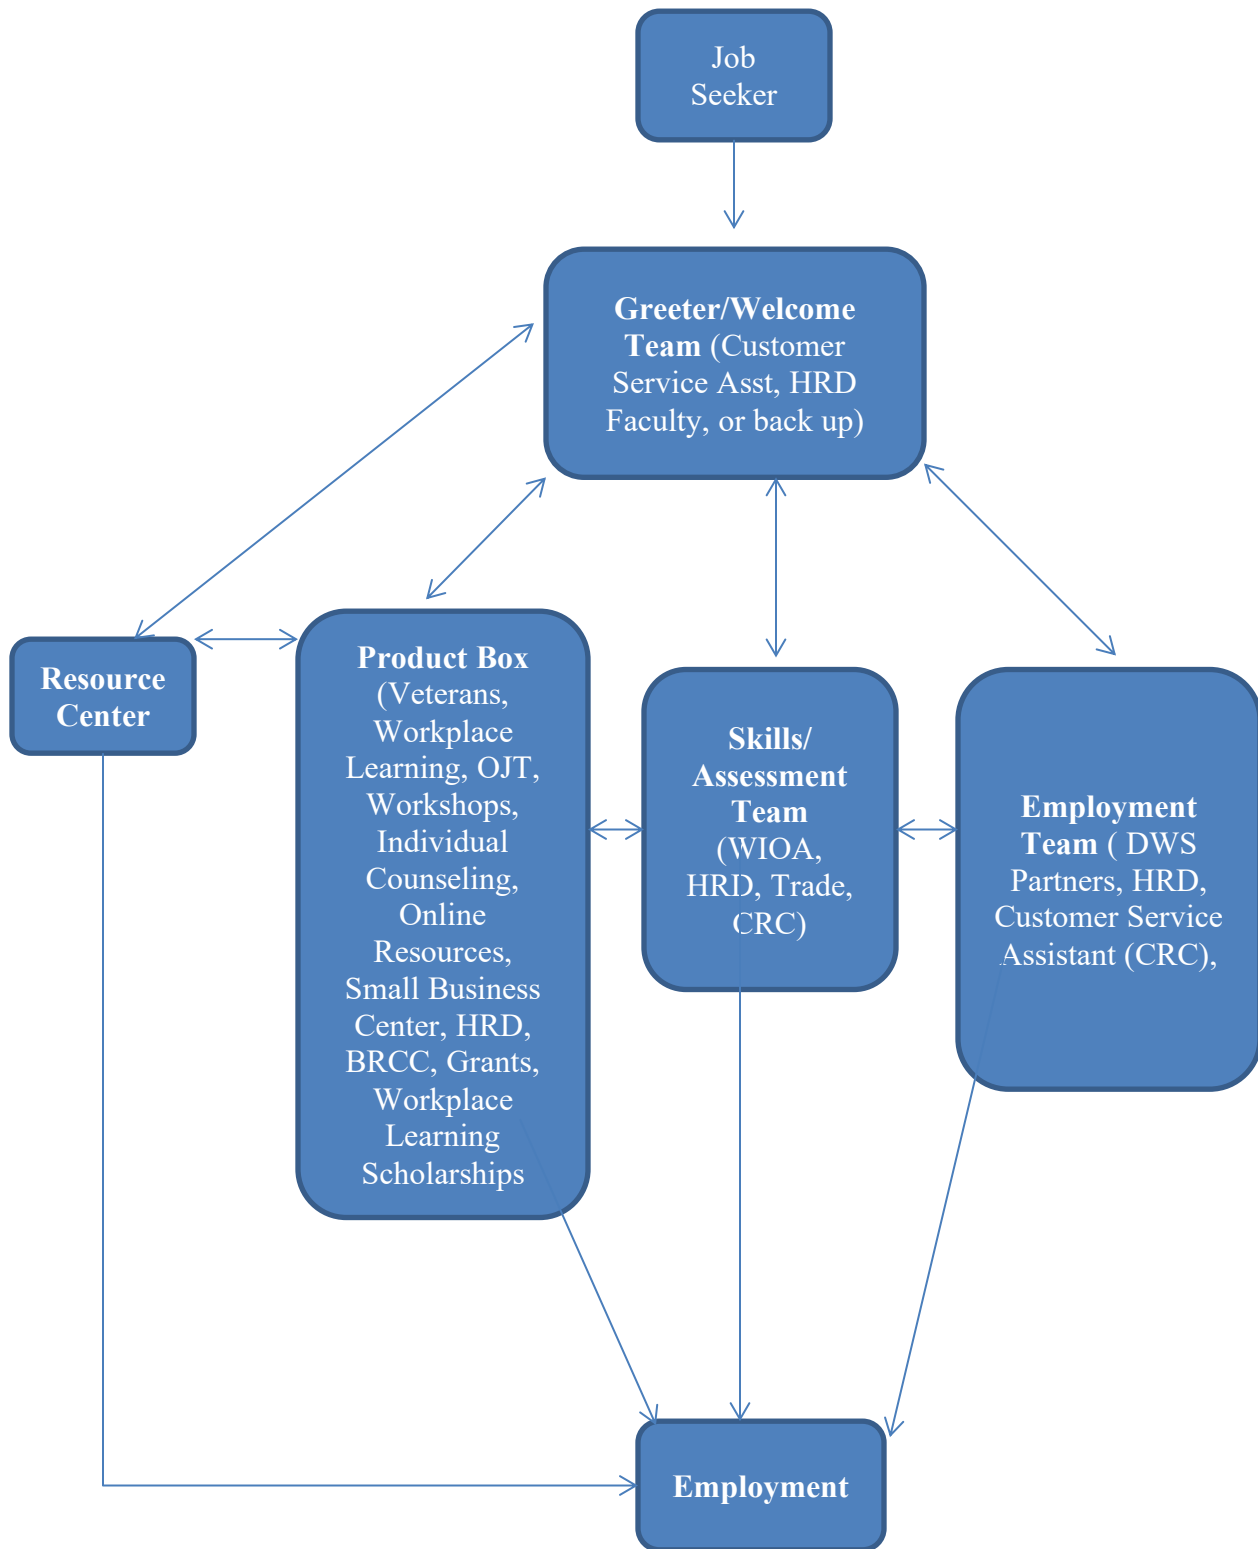 Job
Seeker
Greeter/Welcome
Team (Customer
Service Asst, HRD
Faculty, or back up)
Resource
Center
Product Box
(Veterans,
Workplace
Learning, OJT,
Workshops,
Individual
Counseling,
Online
Resources,
Small Business
Center, HRD,
BRCC, Grants,
Workplace
Learning
Scholarships
Skills/
Assessment
Team
(WIOA,
HRD, Trade,
CRC)
Employment
Team ( DWS
Partners, HRD,
Customer Service
Assistant (CRC),
Employment